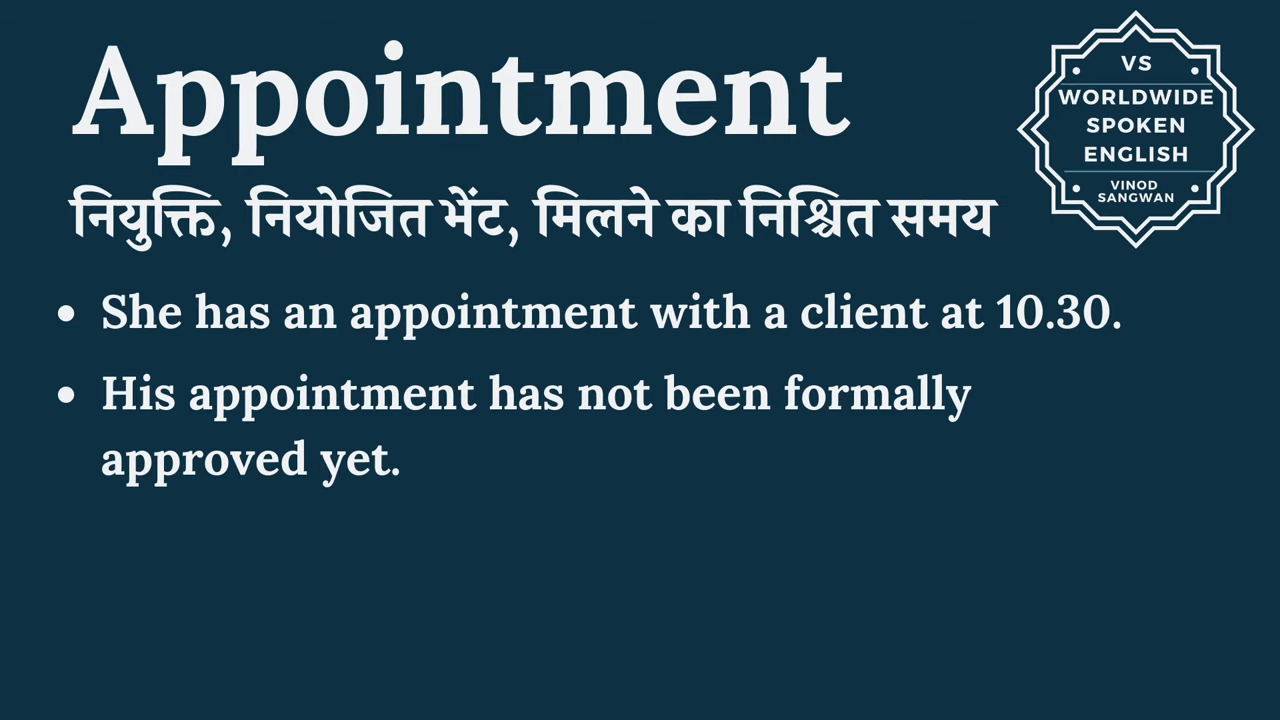 Appointment
नियुक्ति, नियोजित भेंट, मिलने का निश्चित समय
• She has an appointment with a client at 10.30.
• His appointment has not been formally
approved yet.
VS
WORLDWIDE
SPOKEN
ENGLISH
VINOD
SANGWAN